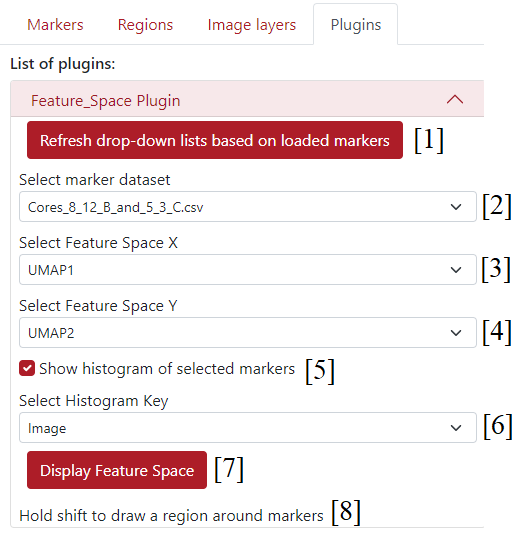 Markers Regions Image layers Plugins
List of plugins:
Feature_Space Plugin
Refresh drop-down lists based on loaded markers [1]
Select marker dataset
Cores_8_12_B_and_5_3_C.csv [2]
Select Feature Space X
UMAP1 [3]
Select Feature Space Y
UMAP2 [4]
Show histogram of selected markers [5]
Select Histogram Key
Image [6]
Display Feature Space [7]
Hold shift to draw a region around markers [8]